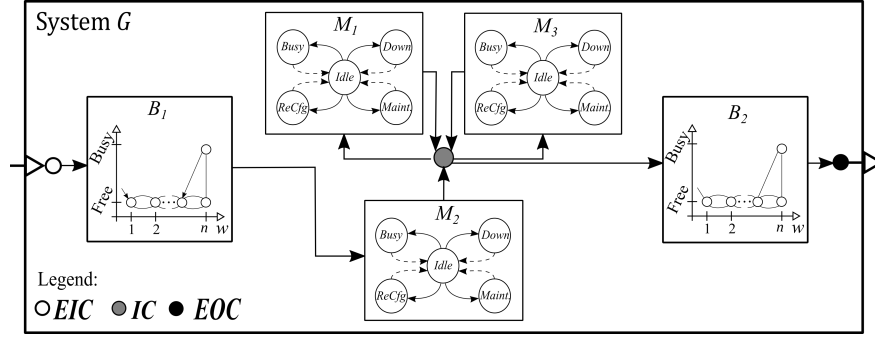 System G
M1
Busy
Down
Idle
ReCfg
Maint.
M3
Busy
Down
Idle
ReCfg
Maint.
B1
Busy
Free
1 2 n w
B2
Busy
Free
1 2 n w
M2
Busy
Down
Idle
ReCfg
Maint.
Legend:
EIC IC EOC